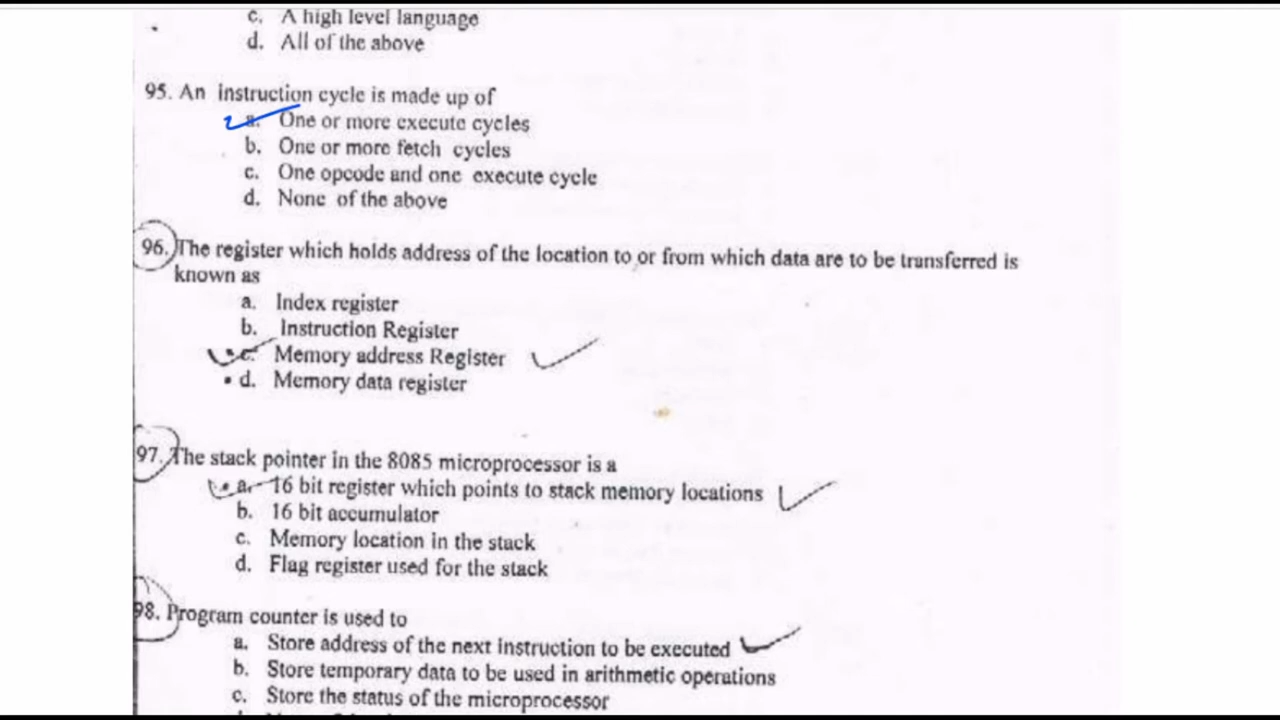 c. A high level language
d. All of the above
95. An instruction cycle is made up of
a. One or more execute cycles
b. One or more fetch cycles
c. One opcode and one execute cycle
d. None of the above
96. The register which holds address of the location to or from which data are to be transferred is
known as
a. Index register
b. Instruction Register
c. Memory address Register
d. Memory data register
97. The stack pointer in the 8085 microprocessor is a
a. 16 bit register which points to stack memory locations
b. 16 bit accumulator
c. Memory location in the stack
d. Flag register used for the stack
98. Program counter is used to
a. Store address of the next instruction to be executed
b. Store temporary data to be used in arithmetic operations
c. Store the status of the microprocessor